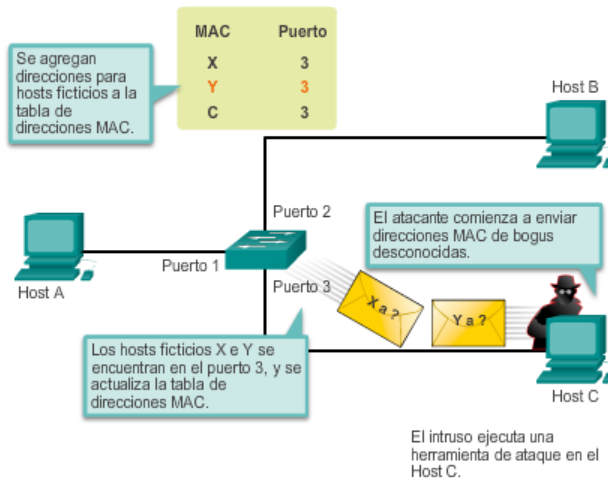 MAC Puerto
X 3
Y 3
C 3
Se agregan
direcciones para
hosts ficticios a la
tabla de
direcciones MAC.
Host B
Puerto 2
El atacante comienza a enviar
direcciones MAC de bogus
desconocidas.
Puerto 1
Host A
Puerto 3
X a ?
Y a ?
Los hosts ficticios X e Y se
encuentran en el puerto 3, y se
actualiza la tabla de
direcciones MAC.
Host C
El intruso ejecuta una
herramienta de ataque en el
Host C.